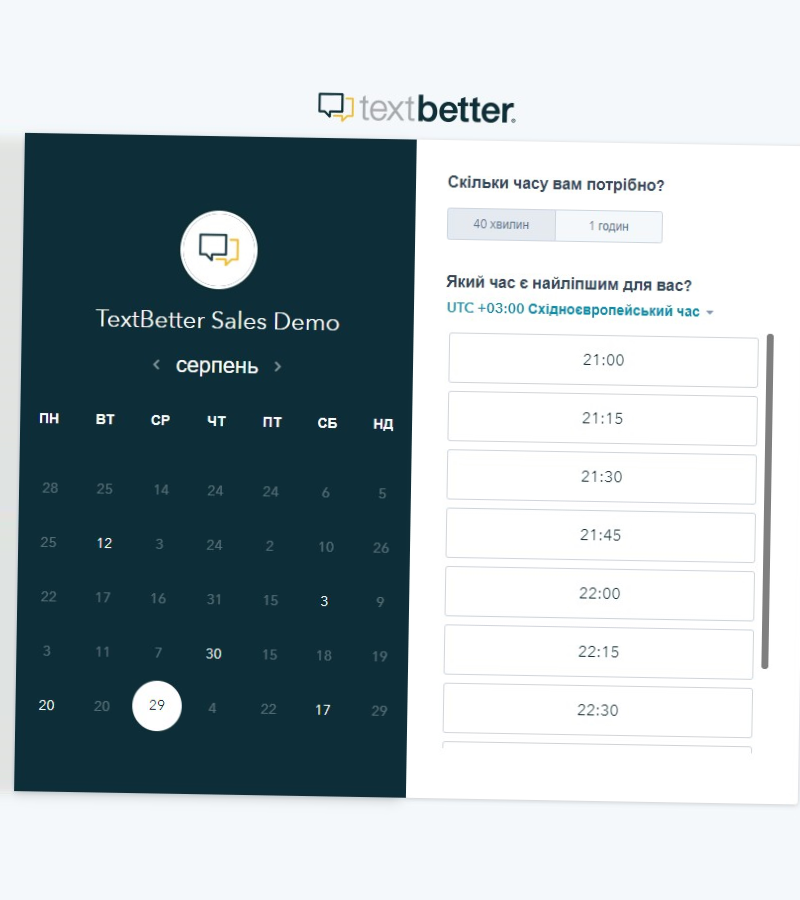 textbetter.
TextBetter Sales Demo
серпень
ПН ВТ СР ЧТ ПТ СБ НД
28 25 14 24 24 6 5
25 12 3 24 2 10 26
22 17 16 31 15 3 9
3 11 7 30 15 18 19
20 20 29 4 22 17 29
Скільки часу вам потрібно?
40 хвилин 1 годин
Який час є найліпшим для вас?
UTC +03:00 Східноєвропейський час
21:00
21:15
21:30
21:45
22:00
22:15
22:30